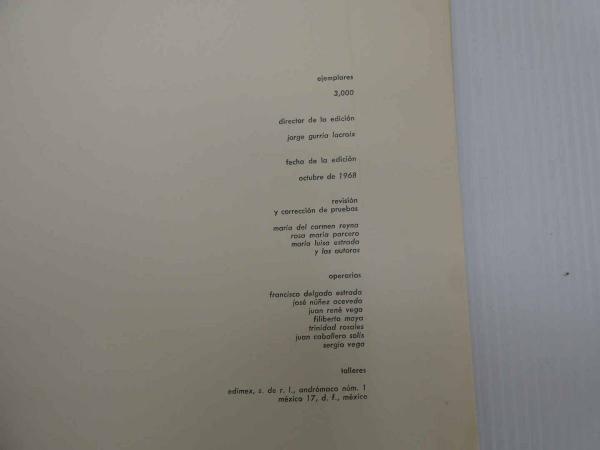 ejemplares
3,000
director de la edición
jorge gurría lacroix
fecha de la edición
octubre de 1968
revisión
y corrección de pruebas
maría del carmen reyna
rosa maría parcero
maría luisa estrada
y los autores
operarios
francisco delgado estrada
josé núñez acevedo
juan rené vega
filiberto maya
trinidad rosales
juan caballero solís
sergio vega
talleres
edimex, s. de r. l., andrómaco núm. 1
méxico 17, d. f., méxico